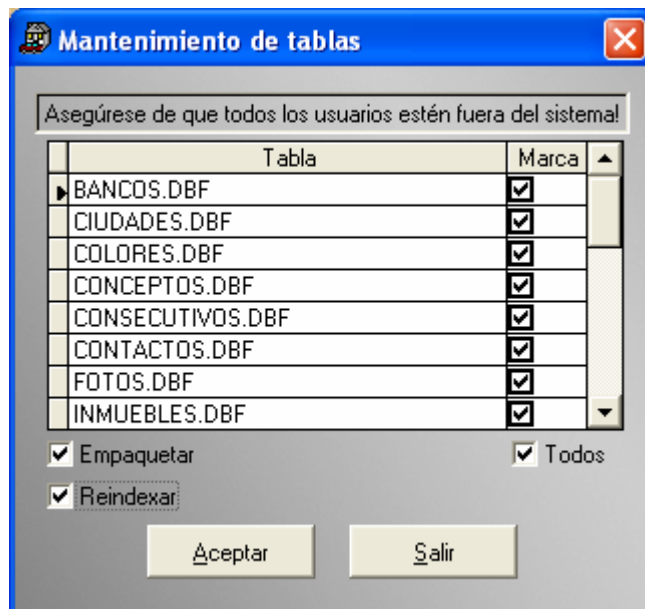 Mantenimiento de tablas
Asegúrese de que todos los usuarios estén fuera del sistema!
Tabla Marca
BANCOS.DBF
CIUDADES.DBF
COLORES.DBF
CONCEPTOS.DBF
CONSECUTIVOS.DBF
CONTACTOS.DBF
FOTOS.DBF
INMUEBLES.DBF
Empaquetar Todos
Reindexar
Aceptar Salir